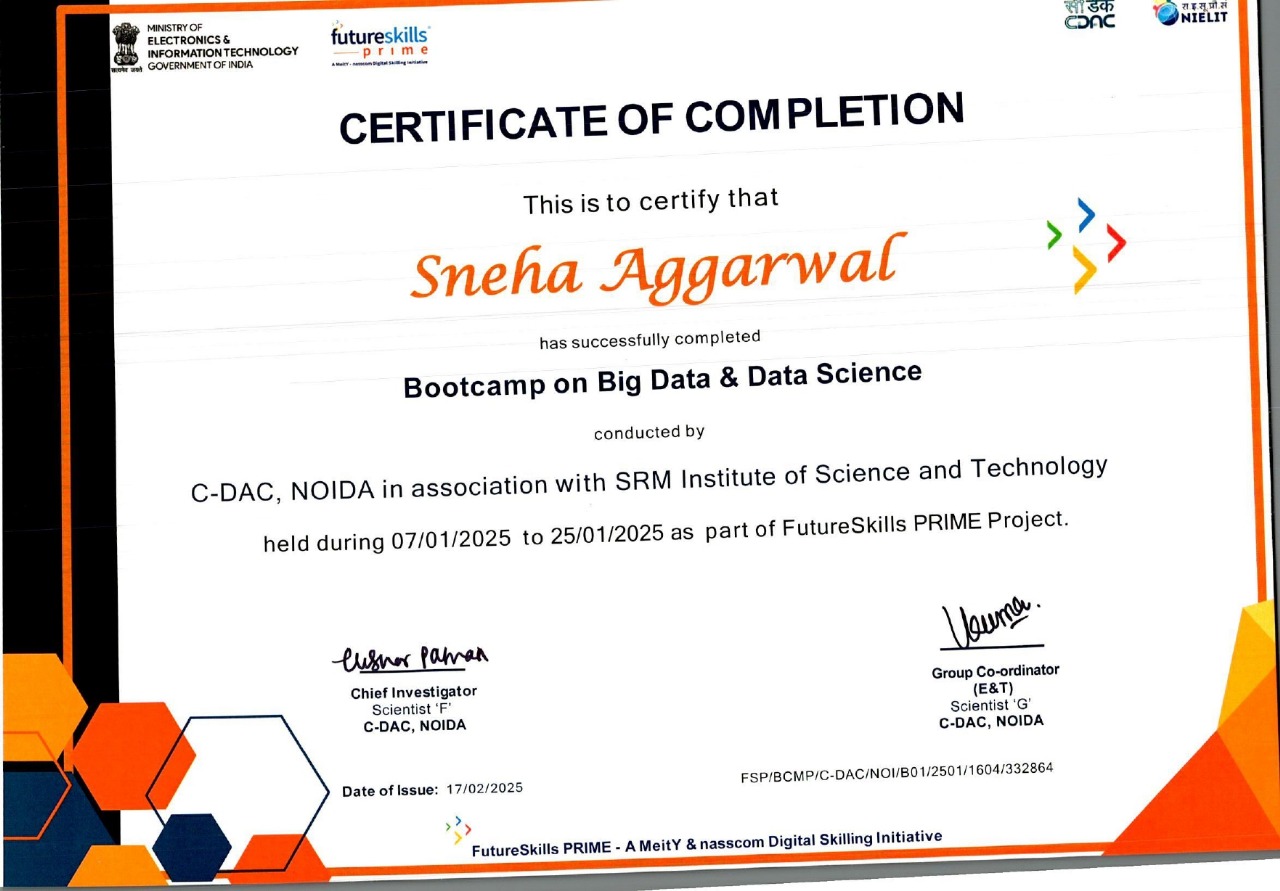 MINISTRY OF
ELECTRONICS &
INFORMATION TECHNOLOGY
GOVERNMENT OF INDIA
सत्यमेव जयते
futureskills
prime
A MeitY - nasscom Digital Skilling Initiative
सी डैक
CDAC
रा इ सू प्रौ सं
NIELIT
CERTIFICATE OF COMPLETION
This is to certify that
Sneha Aggarwal
has successfully completed
Bootcamp on Big Data & Data Science
conducted by
C-DAC, NOIDA in association with SRM Institute of Science and Technology
held during 07/01/2025 to 25/01/2025 as part of FutureSkills PRIME Project.
Chief Investigator
Scientist ‘F’
C-DAC, NOIDA
Group Co-ordinator
(E&T)
Scientist ‘G’
C-DAC, NOIDA
Date of Issue: 17/02/2025
FSP/BCMP/C-DAC/NOI/B01/2501/1604/332864
FutureSkills PRIME - A MeitY & nasscom Digital Skilling Initiative